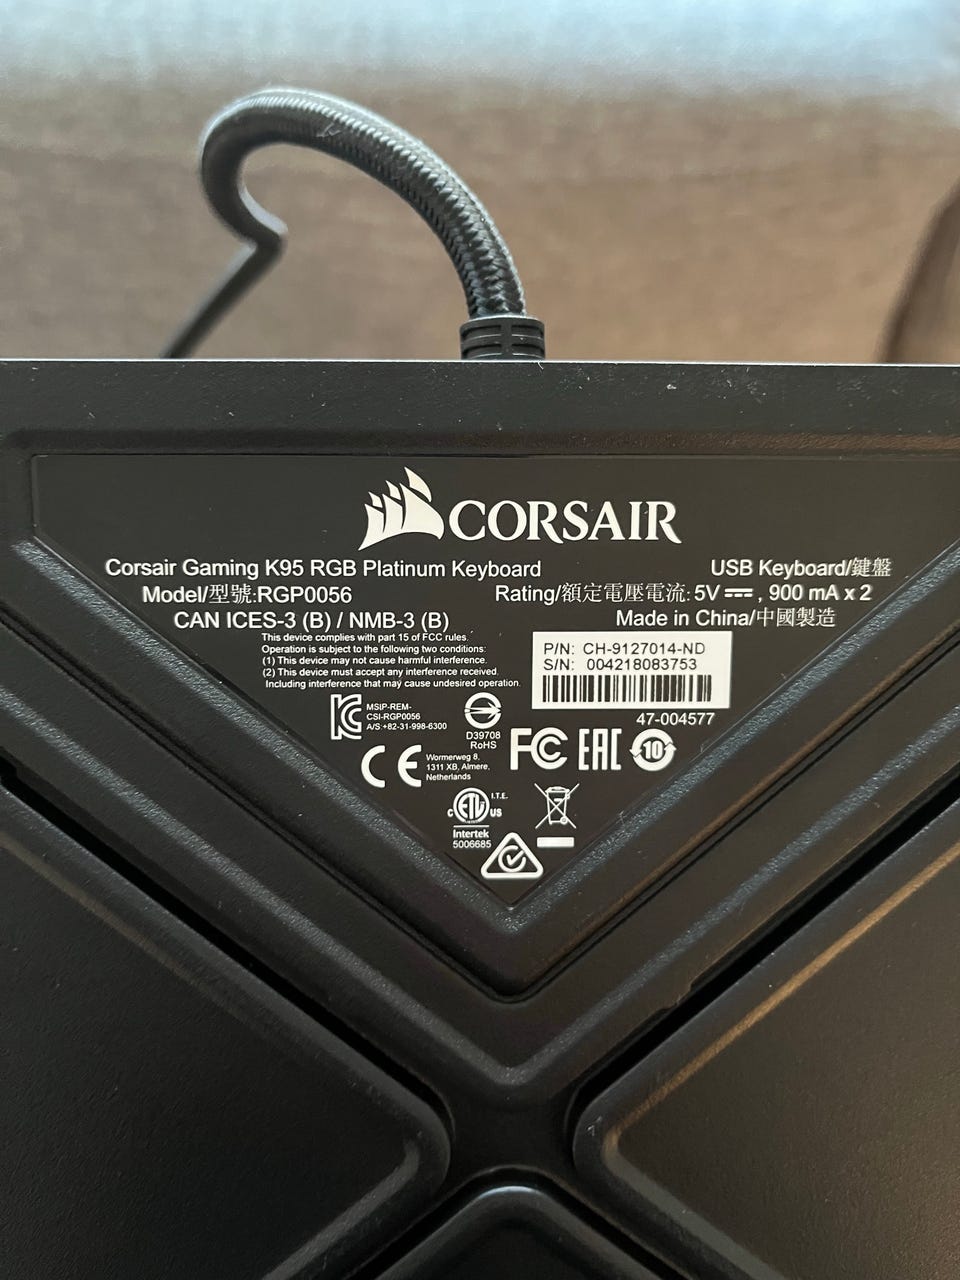 CORSAIR
Corsair Gaming K95 RGB Platinum Keyboard
USB Keyboard/鍵盤
Model/型號:RGP0056
Rating/額定電壓電流: 5V ⎓ , 900 mA x 2
CAN ICES-3 (B) / NMB-3 (B)
Made in China/中國製造
This device complies with part 15 of FCC rules.
Operation is subject to the following two conditions:
(1) This device may not cause harmful interference.
(2) This device must accept any interference received.
Including interference that may cause undesired operation.
P/N: CH-9127014-ND
S/N: 004218083753
47-004577
MSIP-REM-
CSI-RGP0056
A/S:+82-31-998-6300
D39708
RoHS
FC
EAC
10
CE
Wormerweg 8,
1311 XB, Almere,
Netherlands
c ETL us
I.T.E.
Intertek
5006685